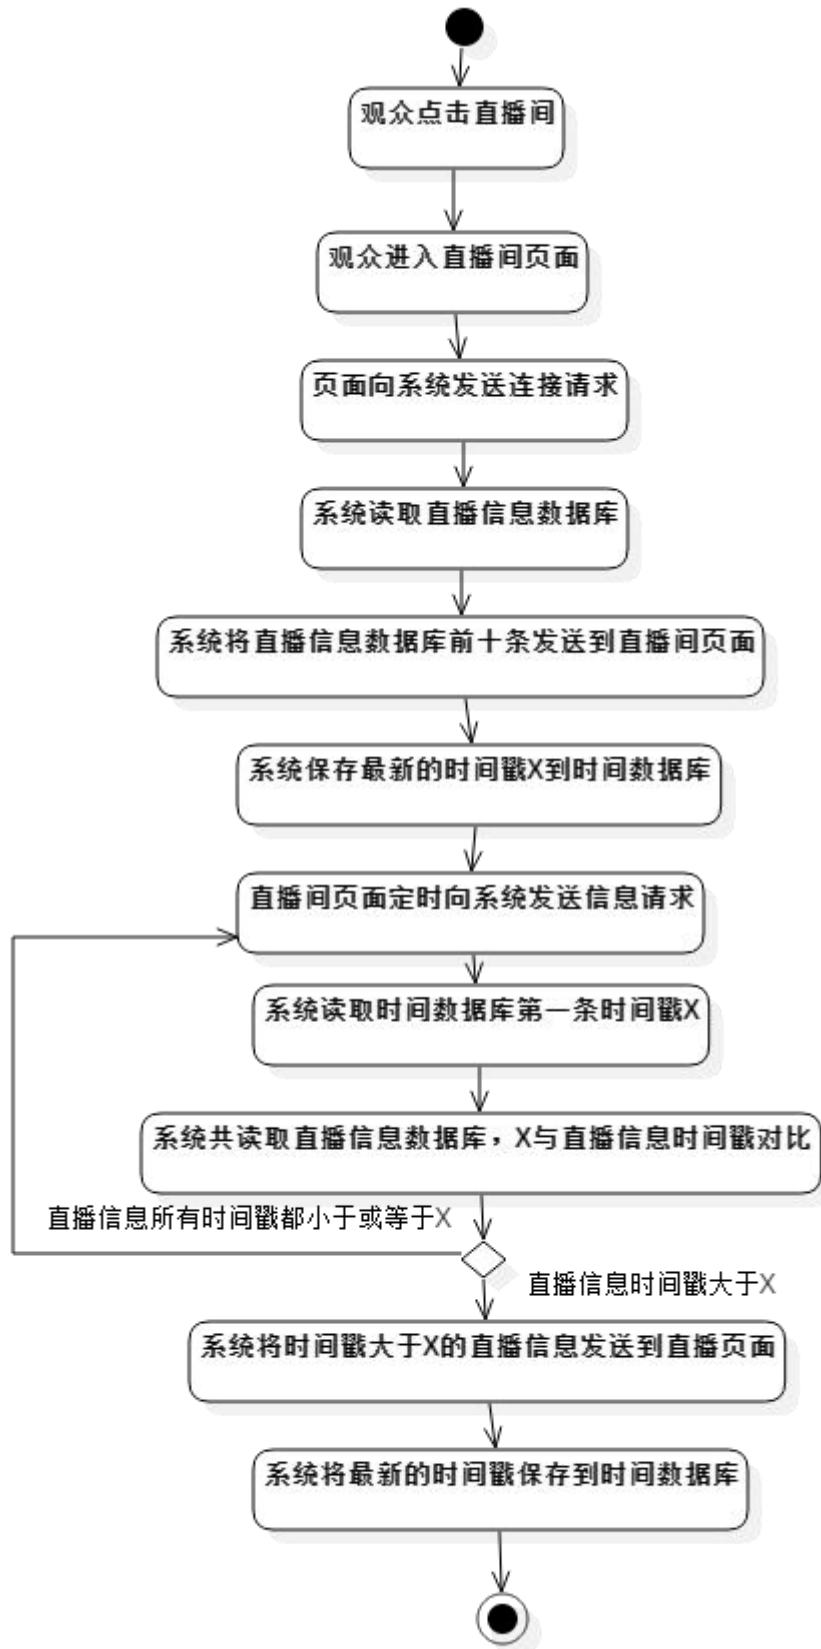 观众点击直播间
观众进入直播间页面
页面向系统发送连接请求
系统读取直播信息数据库
系统将直播信息数据库前十条发送到直播间页面
系统保存最新的时间戳X到时间数据库
直播间页面定时向系统发送信息请求
系统读取时间数据库第一条时间戳X
系统共读取直播信息数据库，X与直播信息时间戳对比
直播信息所有时间戳都小于或等于X
直播信息时间戳大于X
系统将时间戳大于X的直播信息发送到直播页面
系统将最新的时间戳保存到时间数据库